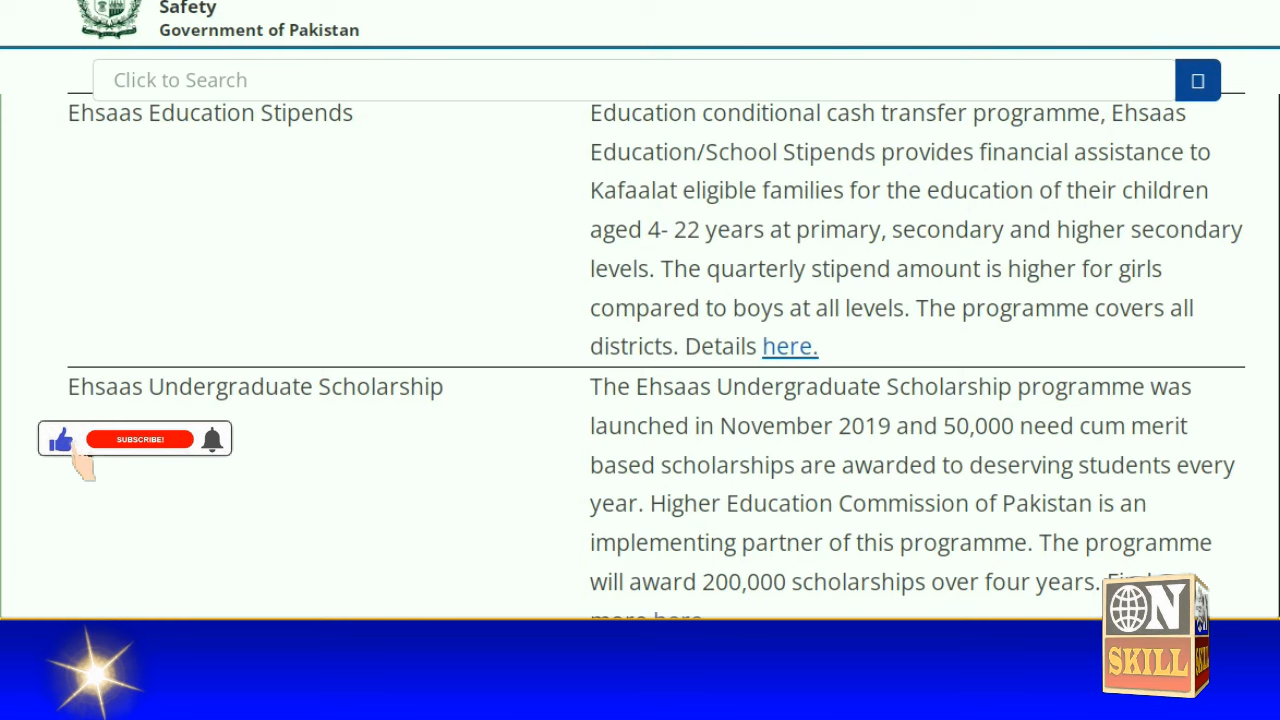 Safety
Government of Pakistan
Click to Search
Ehsaas Education Stipends
Education conditional cash transfer programme, Ehsaas
Education/School Stipends provides financial assistance to
Kafaalat eligible families for the education of their children
aged 4- 22 years at primary, secondary and higher secondary
levels. The quarterly stipend amount is higher for girls
compared to boys at all levels. The programme covers all
districts. Details here.
Ehsaas Undergraduate Scholarship
The Ehsaas Undergraduate Scholarship programme was
launched in November 2019 and 50,000 need cum merit
based scholarships are awarded to deserving students every
year. Higher Education Commission of Pakistan is an
implementing partner of this programme. The programme
will award 200,000 scholarships over four years.
SUBSCRIBE!
ON
SKILL